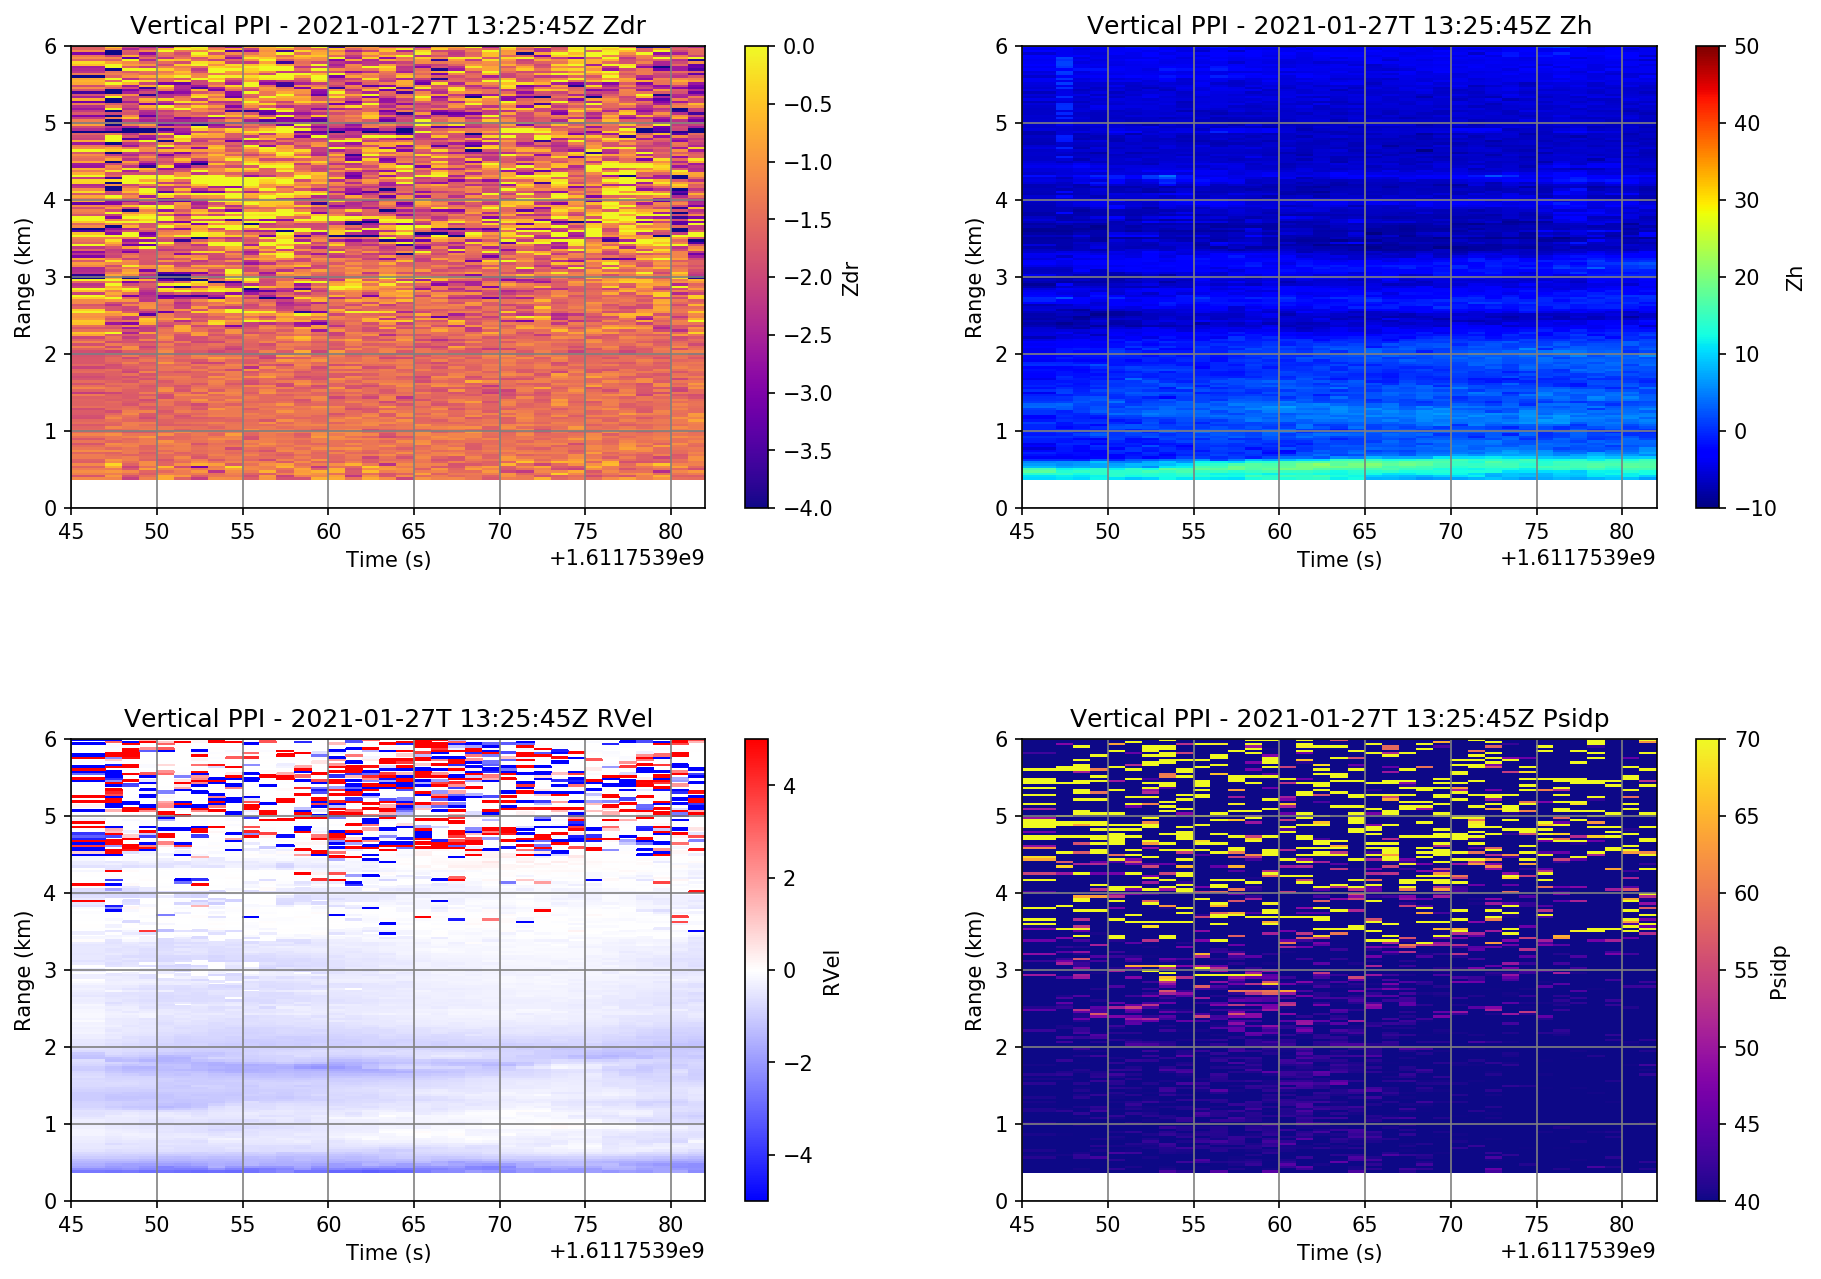 Vertical PPI - 2021-01-27T 13:25:45Z Zdr
6
5
4
3
2
1
0
Range (km)
45 50 55 60 65 70 75 80
Time (s)
+1.6117539e9
0.0
−0.5
−1.0
−1.5
−2.0
−2.5
−3.0
−3.5
−4.0
Zdr
Vertical PPI - 2021-01-27T 13:25:45Z Zh
6
5
4
3
2
1
0
Range (km)
45 50 55 60 65 70 75 80
Time (s)
+1.6117539e9
50
40
30
20
10
0
−10
Zh
Vertical PPI - 2021-01-27T 13:25:45Z RVel
6
5
4
3
2
1
0
Range (km)
45 50 55 60 65 70 75 80
Time (s)
+1.6117539e9
4
2
0
−2
−4
RVel
Vertical PPI - 2021-01-27T 13:25:45Z Psidp
6
5
4
3
2
1
0
Range (km)
45 50 55 60 65 70 75 80
Time (s)
+1.6117539e9
70
65
60
55
50
45
40
Psidp